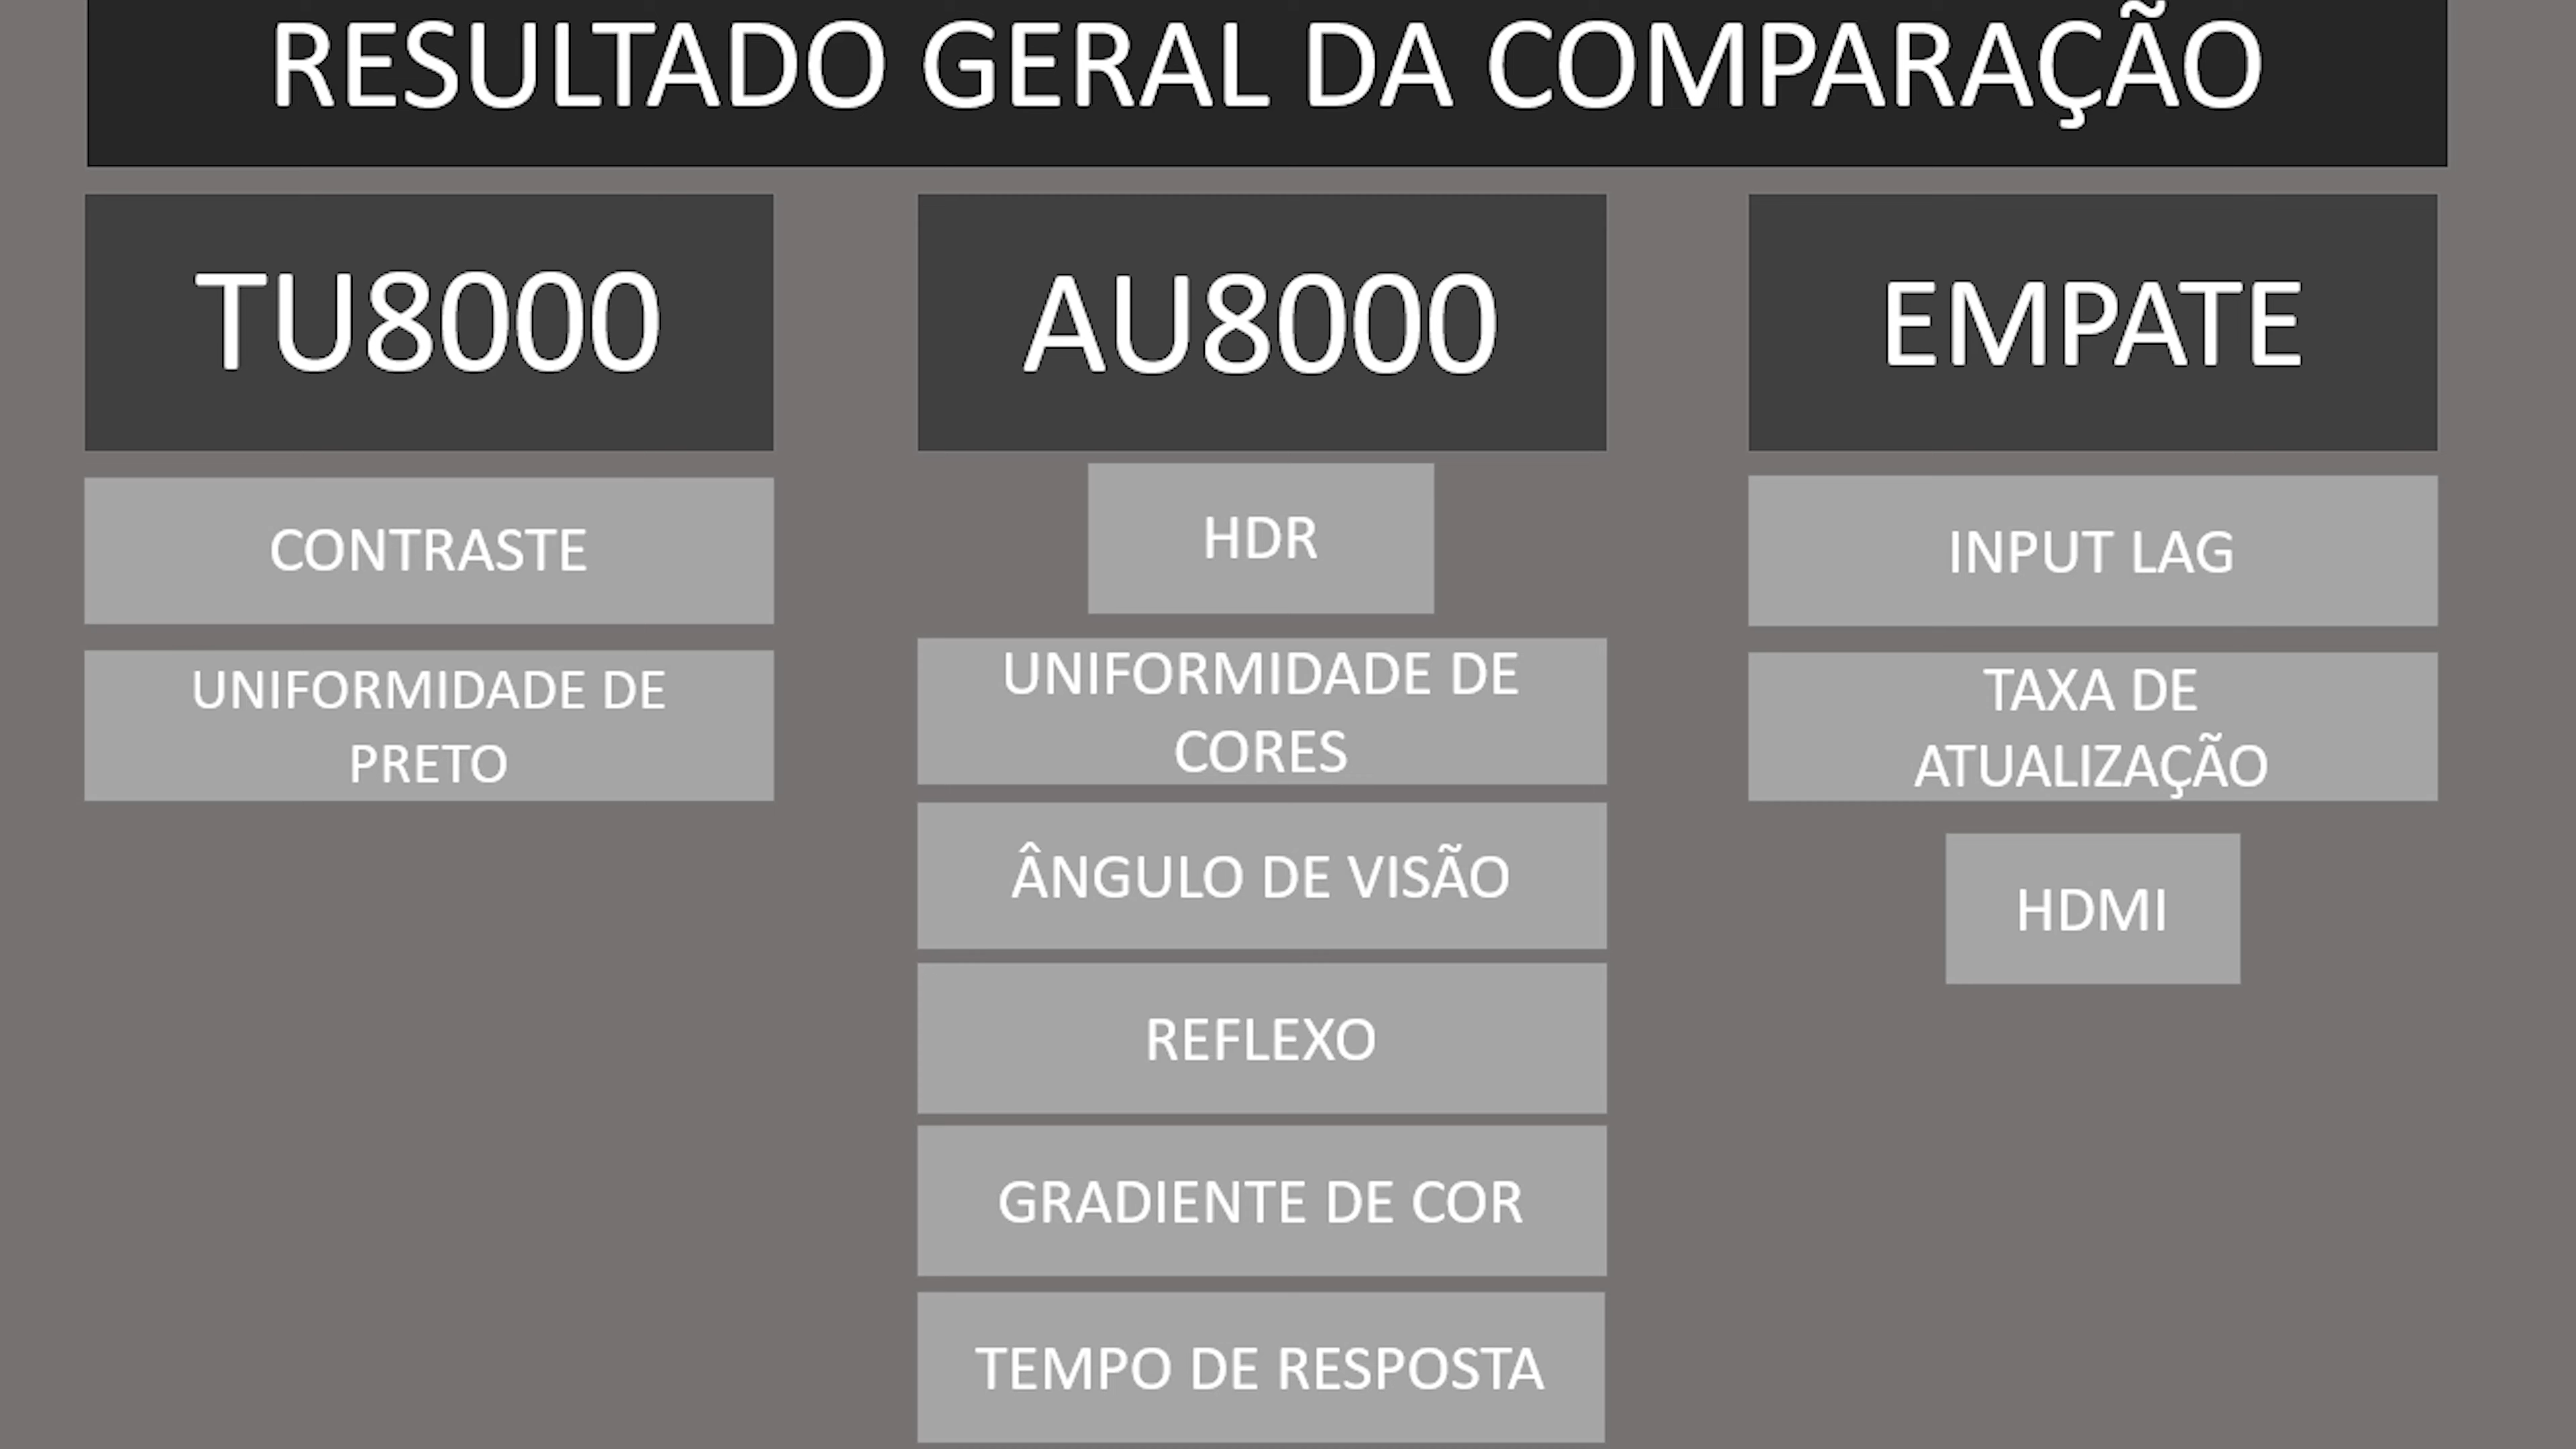 RESULTADO GERAL DA COMPARAÇÃO
TU8000
CONTRASTE
UNIFORMIDADE DE
PRETO
AU8000
HDR
UNIFORMIDADE DE
CORES
ÂNGULO DE VISÃO
REFLEXO
GRADIENTE DE COR
TEMPO DE RESPOSTA
EMPATE
INPUT LAG
TAXA DE
ATUALIZAÇÃO
HDMI